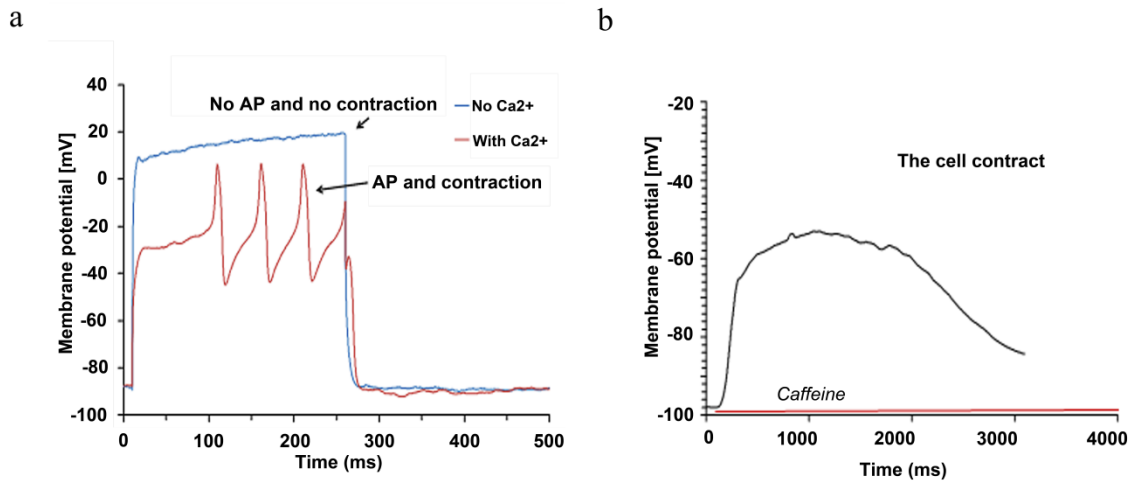 a
40
20
0
-20
-40
-60
-80
-100
Membrane potential [mV]
No AP and no contraction
No Ca2+
With Ca2+
AP and contraction
0 100 200 300 400 500
Time (ms)
b
-20
-40
-60
-80
-100
Membrane potential [mV]
The cell contract
Caffeine
0 1000 2000 3000 4000
Time (ms)